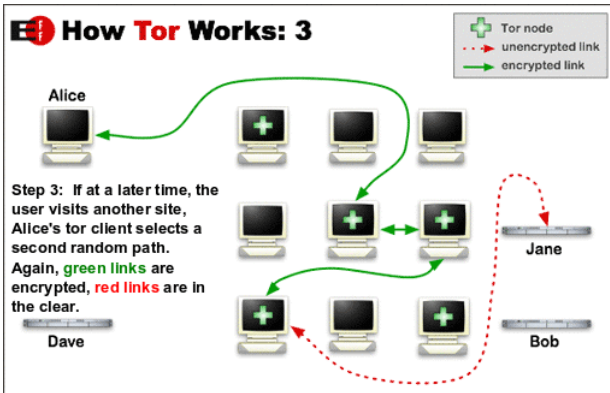 EFF How Tor Works: 3
Tor node
unencrypted link
encrypted link
Alice
Step 3: If at a later time, the
user visits another site,
Alice's tor client selects a
second random path.
Again, green links are
encrypted, red links are in
the clear.
Jane
Dave
Bob